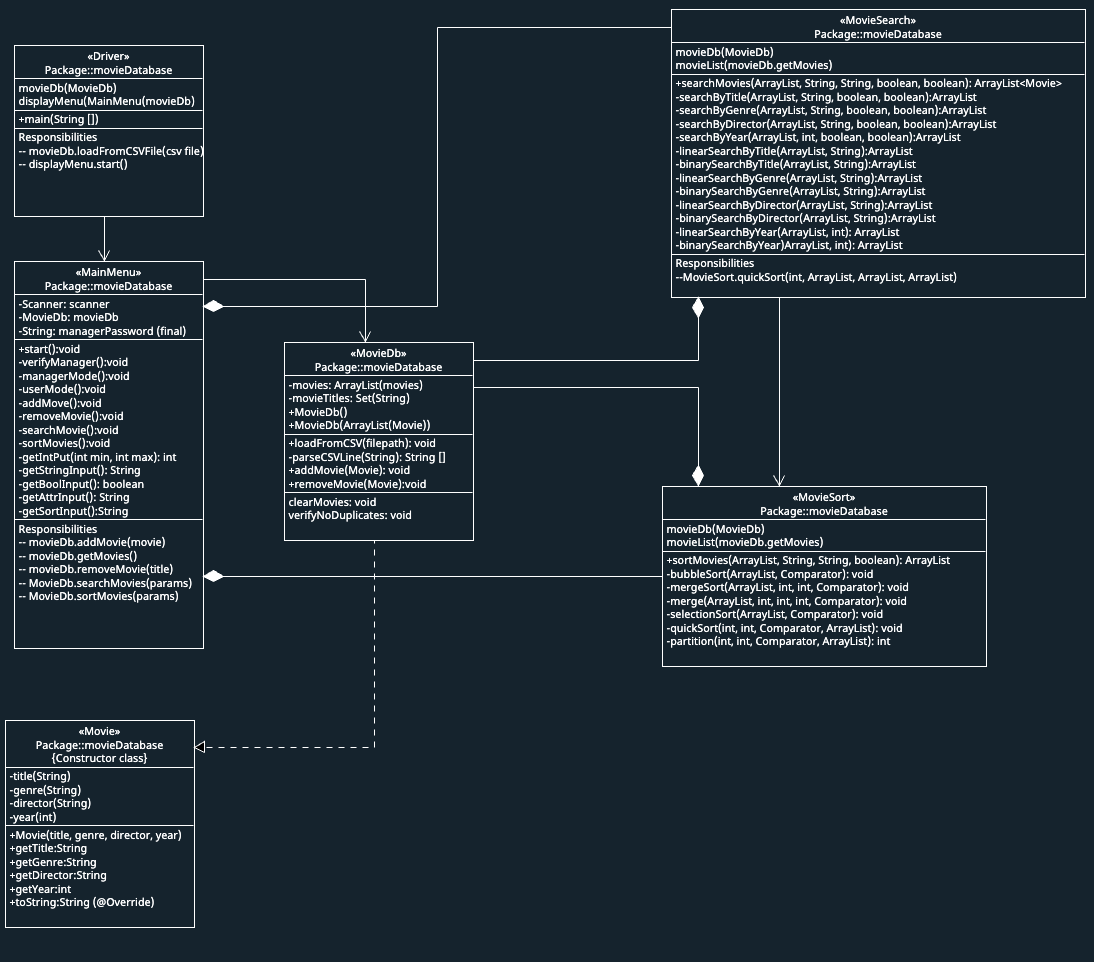 «Driver»
Package::movieDatabase
movieDb(MovieDb)
displayMenu(MainMenu(movieDb)
+main(String [])
Responsibilities
-- movieDb.loadFromCSVFile(csv file)
-- displayMenu.start()
«MovieSearch»
Package::movieDatabase
movieDb(MovieDb)
movieList(movieDb.getMovies)
+searchMovies(ArrayList, String, String, boolean, boolean): ArrayList<Movie>
-searchByTitle(ArrayList, String, boolean, boolean):ArrayList
-searchByGenre(ArrayList, String, boolean, boolean):ArrayList
-searchByDirector(ArrayList, String, boolean, boolean):ArrayList
-searchByYear(ArrayList, int, boolean, boolean):ArrayList
-linearSearchByTitle(ArrayList, String):ArrayList
-binarySearchByTitle(ArrayList, String):ArrayList
-linearSearchByGenre(ArrayList, String):ArrayList
-binarySearchByGenre(ArrayList, String):ArrayList
-linearSearchByDirector(ArrayList, String):ArrayList
-binarySearchByDirector(ArrayList, String):ArrayList
-linearSearchByYear(ArrayList, int): ArrayList
-binarySearchByYear)ArrayList, int): ArrayList
Responsibilities
--MovieSort.quickSort(int, ArrayList, ArrayList, ArrayList)
«MainMenu»
Package::movieDatabase
-Scanner: scanner
-MovieDb: movieDb
-String: managerPassword (final)
+start():void
-verifyManager():void
-managerMode():void
-userMode():void
-addMove():void
-removeMovie():void
-searchMovie():void
-sortMovies():void
-getIntPut(int min, int max): int
-getStringInput(): String
-getBoolInput(): boolean
-getAttrInput(): String
-getSortInput():String
Responsibilities
-- movieDb.addMovie(movie)
-- movieDb.getMovies()
-- movieDb.removeMovie(title)
-- MovieDb.searchMovies(params)
-- MovieDb.sortMovies(params)
«MovieDb»
Package::movieDatabase
-movies: ArrayList(movies)
-movieTitles: Set(String)
+MovieDb()
+MovieDb(ArrayList(Movie))
+loadFromCSV(filepath): void
-parseCSVLine(String): String []
+addMovie(Movie): void
+removeMovie(Movie):void
clearMovies: void
verifyNoDuplicates: void
«MovieSort»
Package::movieDatabase
movieDb(MovieDb)
movieList(movieDb.getMovies)
+sortMovies(ArrayList, String, String, boolean): ArrayList
-bubbleSort(ArrayList, Comparator): void
-mergeSort(ArrayList, int, int, Comparator): void
-merge(ArrayList, int, int, int, Comparator): void
-selectionSort(ArrayList, Comparator): void
-quickSort(int, int, Comparator, ArrayList): void
-partition(int, int, Comparator, ArrayList): int
«Movie»
Package::movieDatabase
{Constructor class}
-title(String)
-genre(String)
-director(String)
-year(int)
+Movie(title, genre, director, year)
+getTitle:String
+getGenre:String
+getDirector:String
+getYear:int
+toString:String (@Override)